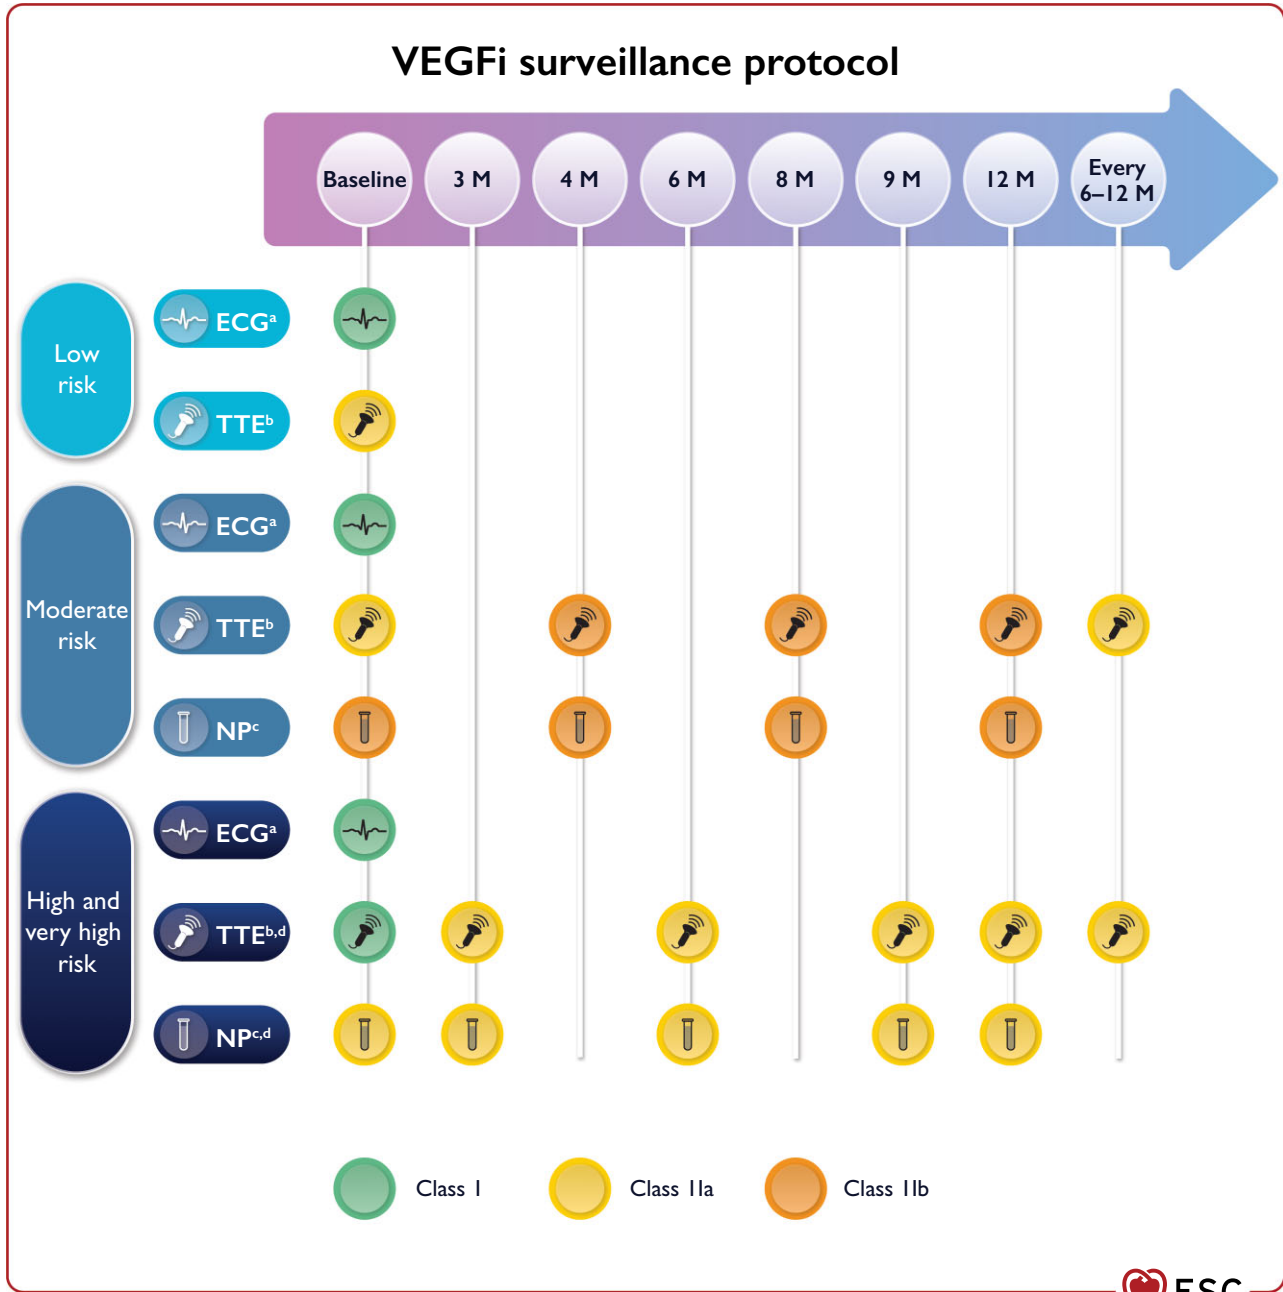 VEGFi surveillance protocol
Baseline
3 M
4 M
6 M
8 M
9 M
12 M
Every
6–12 M
Low
risk
ECGᵃ
TTEᵇ
Moderate
risk
ECGᵃ
TTEᵇ
NPᶜ
High and
very high
risk
ECGᵃ
TTEᵇ,ᵈ
NPᶜ,ᵈ
Class I
Class IIa
Class IIb
ESC